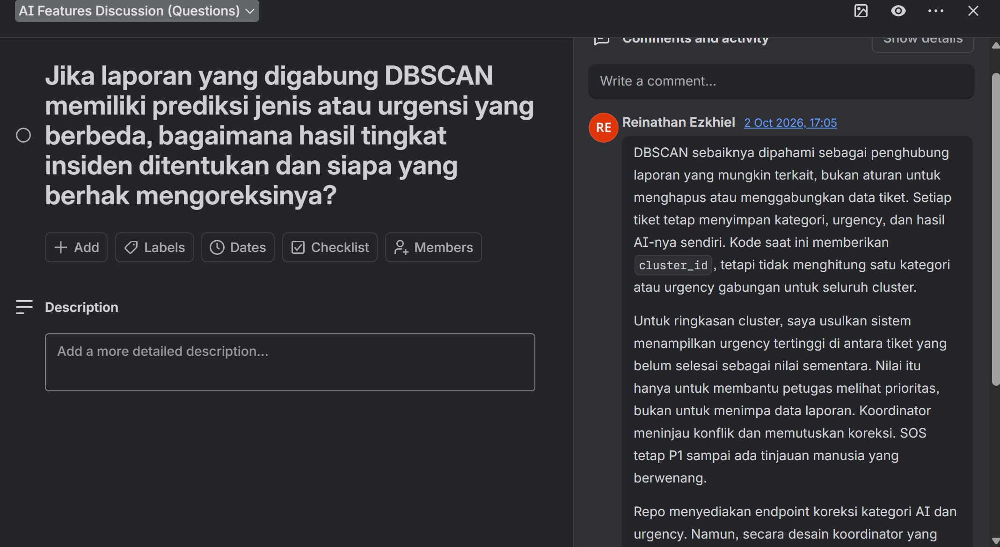 AI Features Discussion (Questions)
Comments and activity
Show details
Jika laporan yang digabung DBSCAN
memiliki prediksi jenis atau urgensi yang
berbeda, bagaimana hasil tingkat
insiden ditentukan dan siapa yang
berhak mengoreksinya?
Add
Labels
Dates
Checklist
Members
Description
Add a more detailed description...
Write a comment...
RE
Reinathan Ezkhiel 2 Oct 2026, 17:05
DBSCAN sebaiknya dipahami sebagai penghubung
laporan yang mungkin terkait, bukan aturan untuk
menghapus atau menggabungkan data tiket. Setiap
tiket tetap menyimpan kategori, urgency, dan hasil
AI-nya sendiri. Kode saat ini memberikan
cluster_id, tetapi tidak menghitung satu kategori
atau urgency gabungan untuk seluruh cluster.
Untuk ringkasan cluster, saya usulkan sistem
menampilkan urgency tertinggi di antara tiket yang
belum selesai sebagai nilai sementara. Nilai itu
hanya untuk membantu petugas melihat prioritas,
bukan untuk menimpa data laporan. Koordinator
meninjau konflik dan memutuskan koreksi. SOS
tetap P1 sampai ada tinjauan manusia yang
berwenang.
Repo menyediakan endpoint koreksi kategori AI dan
urgency. Namun, secara desain koordinator yang